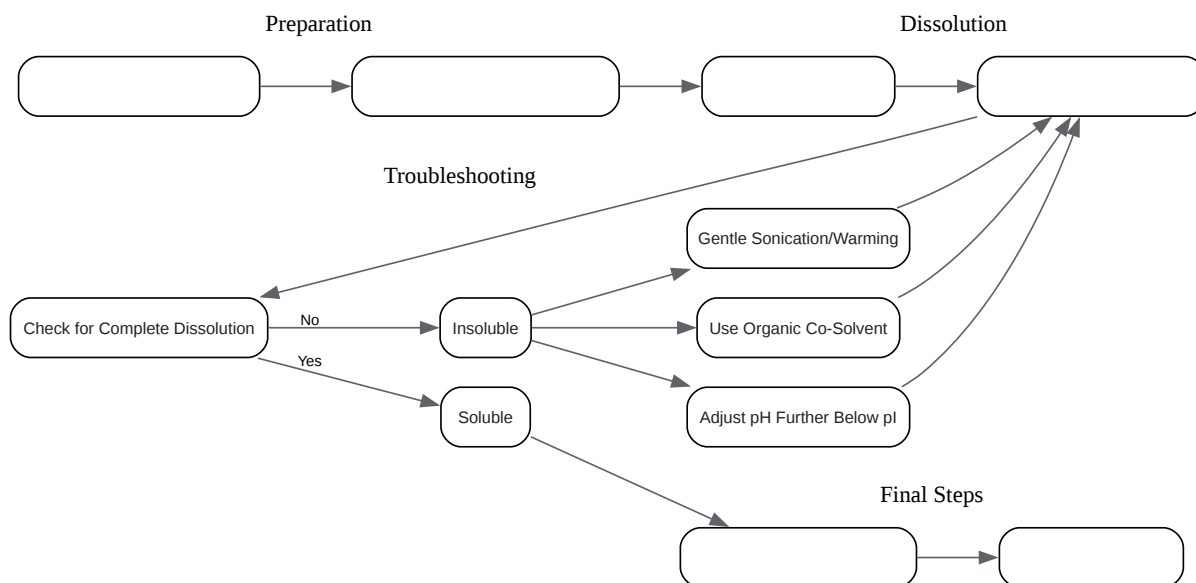 Preparation
Dissolution
Troubleshooting
Gentle Sonication/Warming
Check for Complete Dissolution
No
Insoluble
Use Organic Co-Solvent
Yes
Soluble
Adjust pH Further Below pI
Final Steps